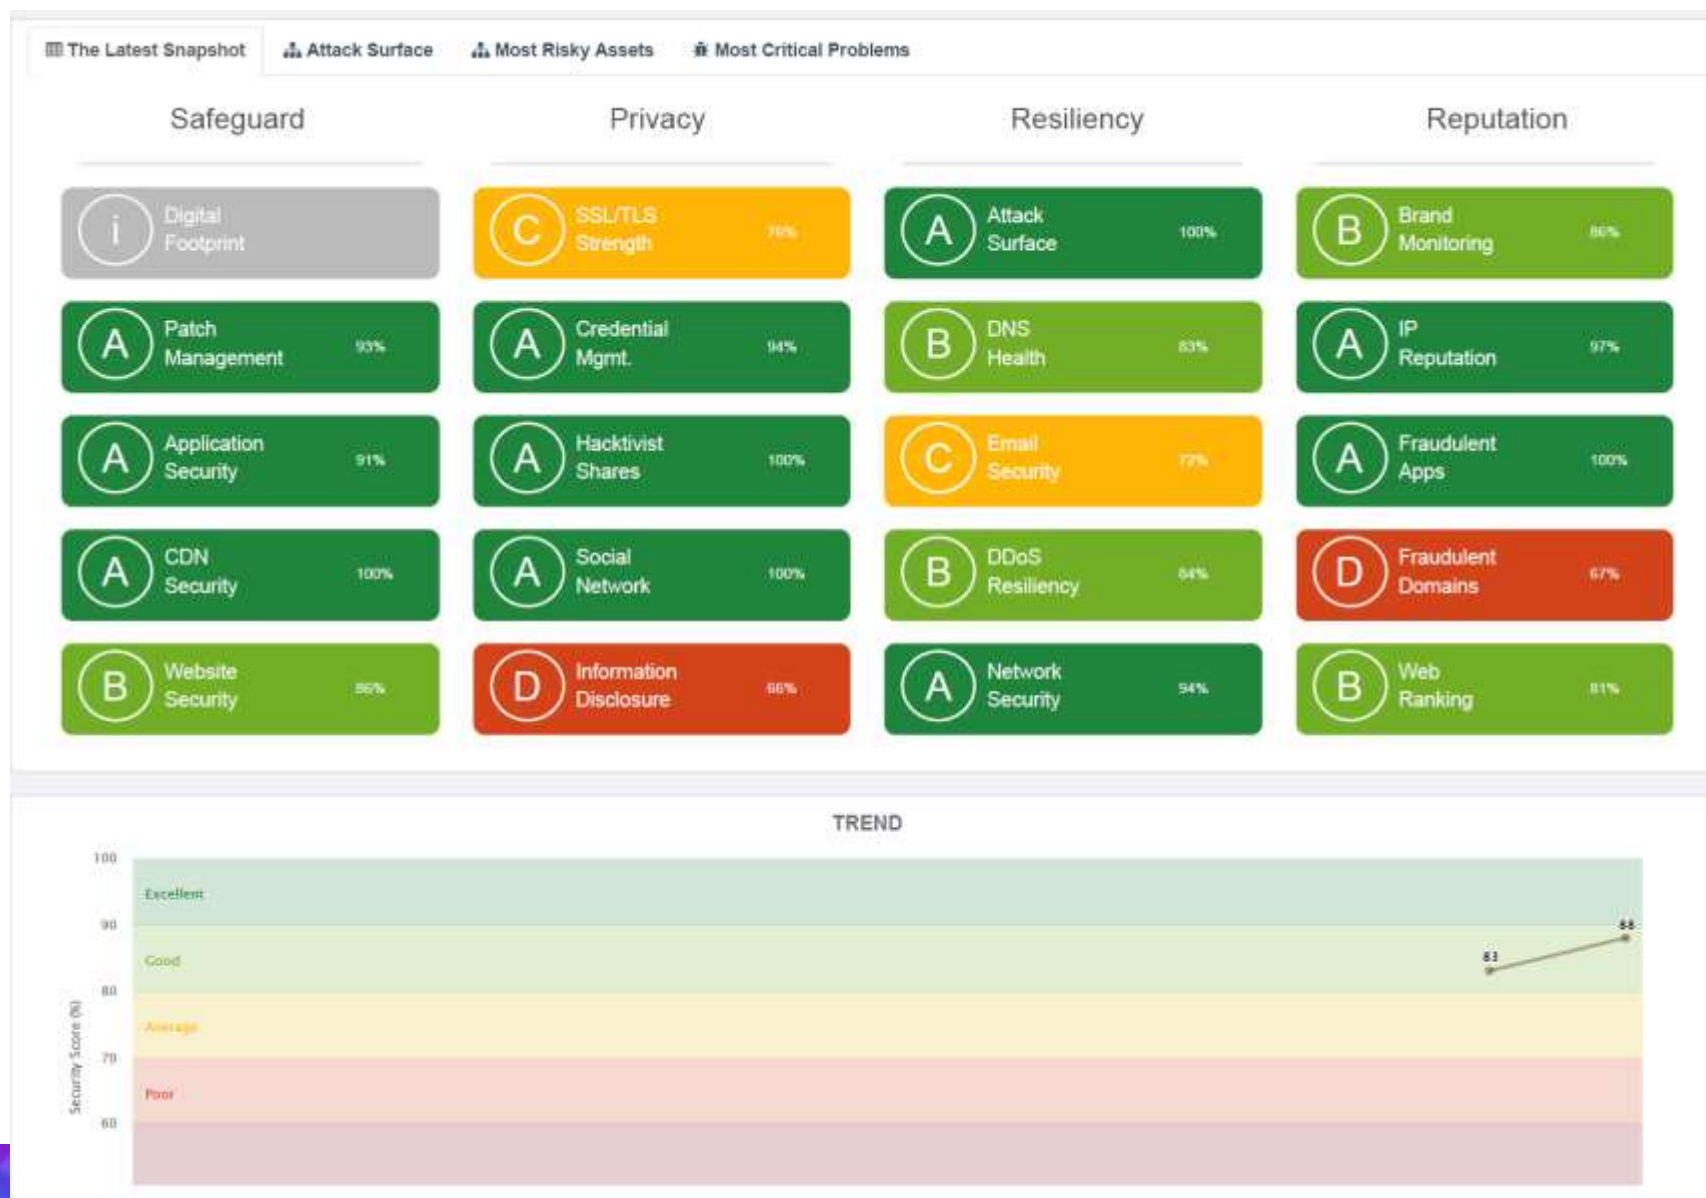 The Latest Snapshot
Attack Surface
Most Risky Assets
Most Critical Problems
Safeguard
Privacy
Resiliency
Reputation
i
Digital
Footprint
C
SSL/TLS
Strength
A
Attack
Surface
100%
B
Brand
Monitoring
86%
A
Patch
Management
93%
A
Credential
Mgmt.
94%
B
DNS
Health
83%
A
IP
Reputation
97%
A
Application
Security
91%
A
Hacktivist
Shares
100%
C
Email
Security
72%
A
Fraudulent
Apps
100%
A
CDN
Security
100%
A
Social
Network
100%
B
DDoS
Resiliency
84%
D
Fraudulent
Domains
67%
B
Website
Security
86%
D
Information
Disclosure
66%
A
Network
Security
94%
B
Web
Ranking
81%
TREND
100
Excellent
90
88
Good
83
80
Average
70
Poor
60
Security Score (%)